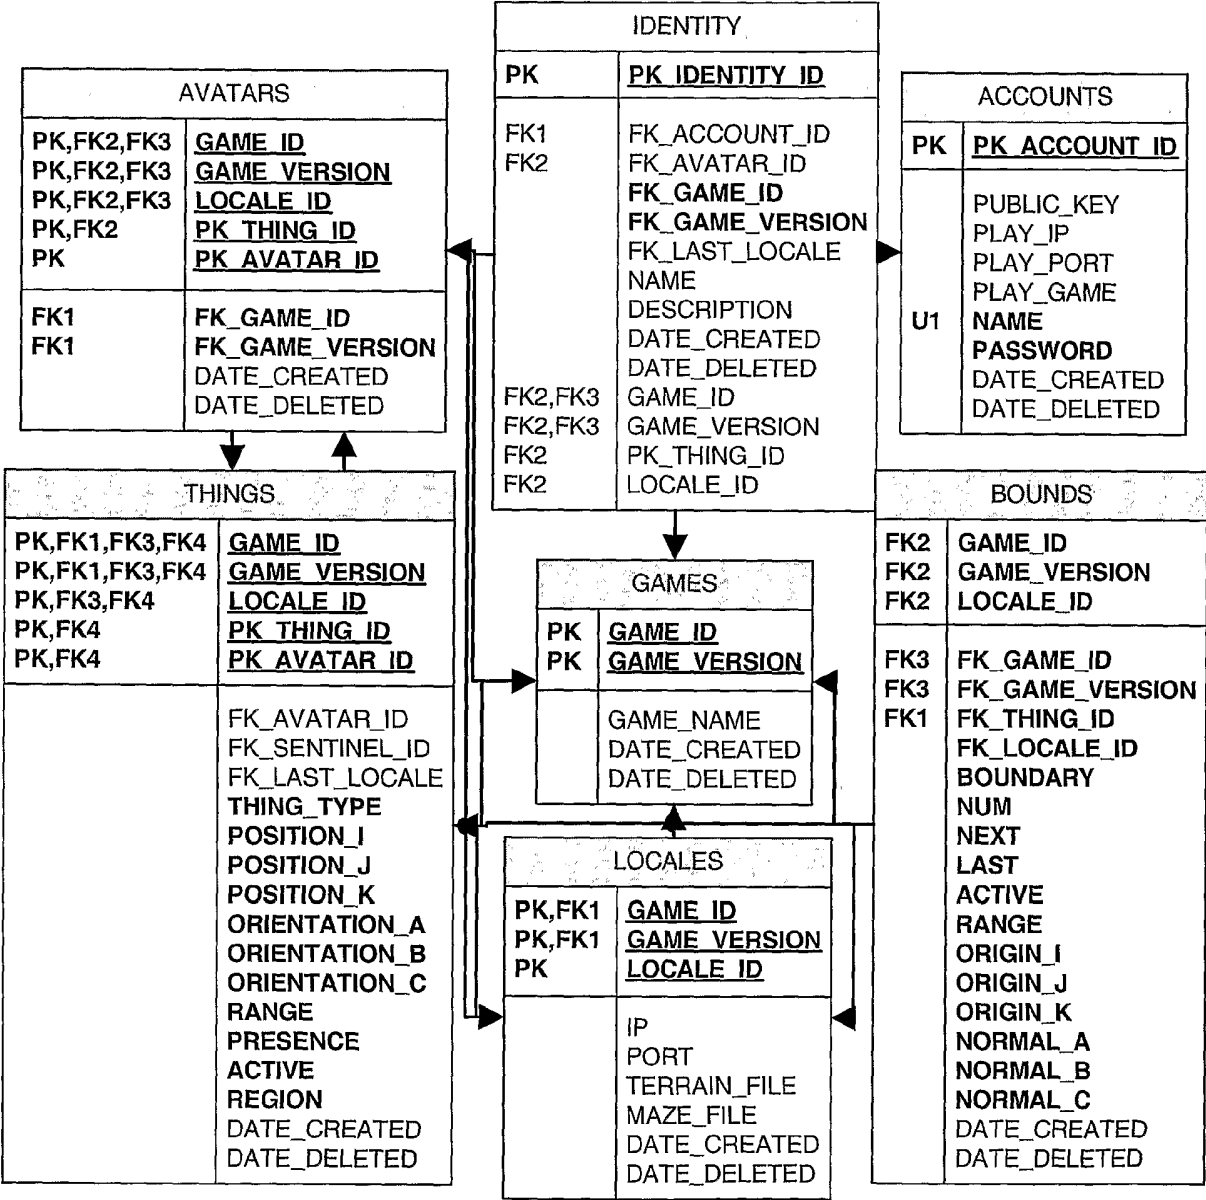 IDENTITY
PK PK_IDENTITY_ID
FK1 FK_ACCOUNT_ID
FK2 FK_AVATAR_ID
FK_GAME_ID
FK_GAME_VERSION
FK_LAST_LOCALE
NAME
DESCRIPTION
DATE_CREATED
DATE_DELETED
FK2,FK3 GAME_ID
FK2,FK3 GAME_VERSION
FK2 PK_THING_ID
FK2 LOCALE_ID
AVATARS
PK,FK2,FK3 GAME_ID
PK,FK2,FK3 GAME_VERSION
PK,FK2,FK3 LOCALE_ID
PK,FK2 PK_THING_ID
PK PK_AVATAR_ID
FK1 FK_GAME_ID
FK1 FK_GAME_VERSION
DATE_CREATED
DATE_DELETED
ACCOUNTS
PK PK_ACCOUNT_ID
PUBLIC_KEY
PLAY_IP
PLAY_PORT
PLAY_GAME
U1 NAME
PASSWORD
DATE_CREATED
DATE_DELETED
THINGS
PK,FK1,FK3,FK4 GAME_ID
PK,FK1,FK3,FK4 GAME_VERSION
PK,FK3,FK4 LOCALE_ID
PK,FK4 PK_THING_ID
PK,FK4 PK_AVATAR_ID
FK_AVATAR_ID
FK_SENTINEL_ID
FK_LAST_LOCALE
THING_TYPE
POSITION_I
POSITION_J
POSITION_K
ORIENTATION_A
ORIENTATION_B
ORIENTATION_C
RANGE
PRESENCE
ACTIVE
REGION
DATE_CREATED
DATE_DELETED
GAMES
PK GAME_ID
PK GAME_VERSION
GAME_NAME
DATE_CREATED
DATE_DELETED
LOCALES
PK,FK1 GAME_ID
PK,FK1 GAME_VERSION
PK LOCALE_ID
IP
PORT
TERRAIN_FILE
MAZE_FILE
DATE_CREATED
DATE_DELETED
BOUNDS
FK2 GAME_ID
FK2 GAME_VERSION
FK2 LOCALE_ID
FK3 FK_GAME_ID
FK3 FK_GAME_VERSION
FK1 FK_THING_ID
FK_LOCALE_ID
BOUNDARY
NUM
NEXT
LAST
ACTIVE
RANGE
ORIGIN_I
ORIGIN_J
ORIGIN_K
NORMAL_A
NORMAL_B
NORMAL_C
DATE_CREATED
DATE_DELETED